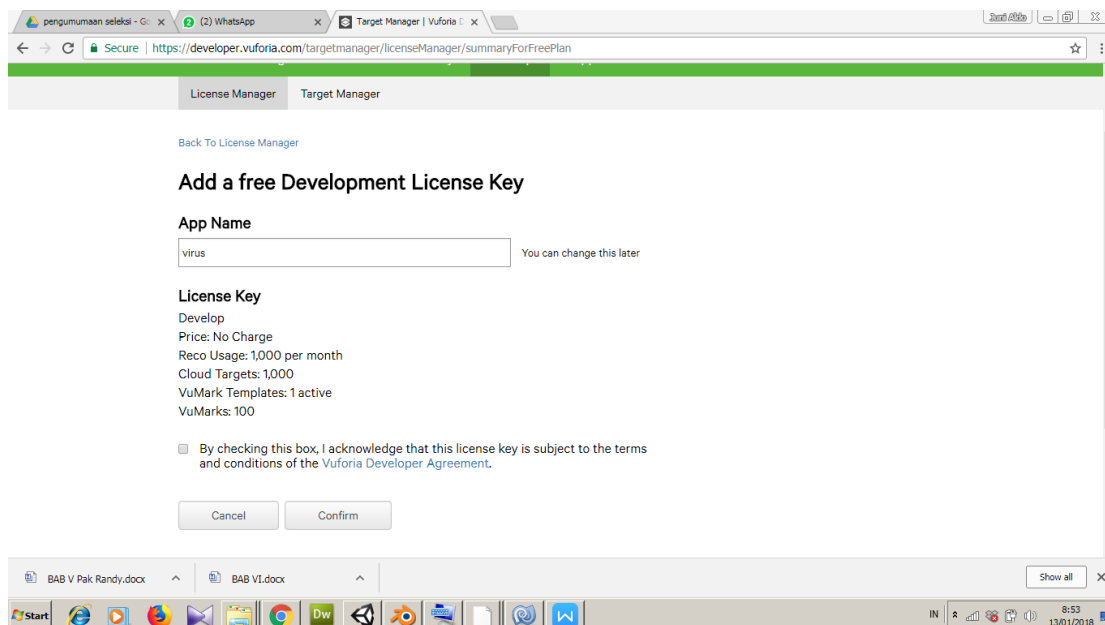 pengumumaan seleksi - Go
(2) WhatsApp
Target Manager | Vuforia D
Juni Aldo
Secure | https://developer.vuforia.com/targetmanager/licenseManager/summaryForFreePlan
License Manager
Target Manager
Back To License Manager
Add a free Development License Key
App Name
virus
You can change this later
License Key
Develop
Price: No Charge
Reco Usage: 1,000 per month
Cloud Targets: 1,000
VuMark Templates: 1 active
VuMarks: 100
By checking this box, I acknowledge that this license key is subject to the terms
and conditions of the Vuforia Developer Agreement.
Cancel
Confirm
BAB V Pak Randy.docx
BAB VI.docx
Show all
Start
Dw
IN
8:53
13/01/2018